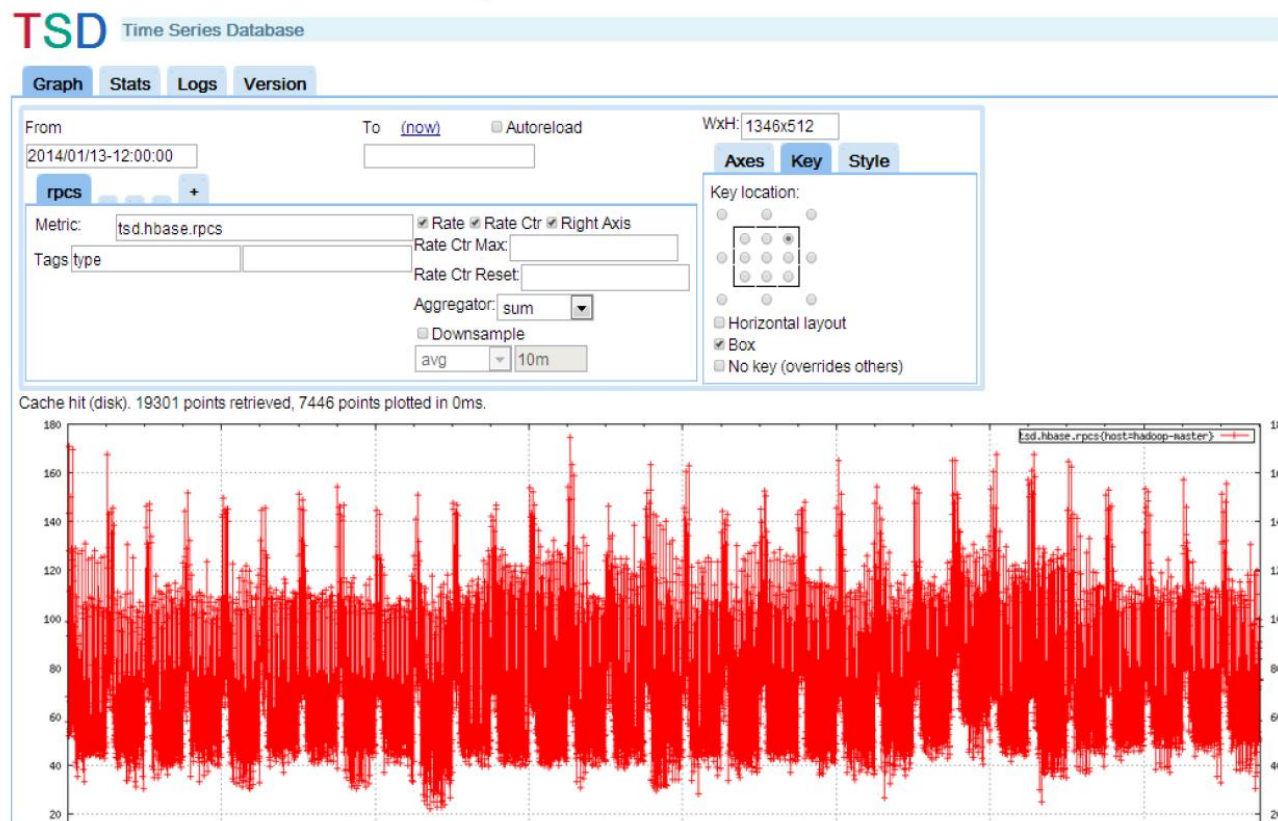 TSD Time Series Database
Graph Stats Logs Version
From To (now) Autoreload WxH: 1346x512
2014/01/13-12:00:00
Axes Key Style
rpcs +
Key location:
Metric: tsd.hbase.rpcs Rate Rate Ctr Right Axis
Rate Ctr Max:
Tags type
Rate Ctr Reset:
Aggregator: sum
Horizontal layout
Downsample
Box
avg 10m
No key (overrides others)
Cache hit (disk). 19301 points retrieved, 7446 points plotted in 0ms.
180
tsd.hbase.rpcs{host=hadoop-master}
160
140
120
100
80
60
40
20